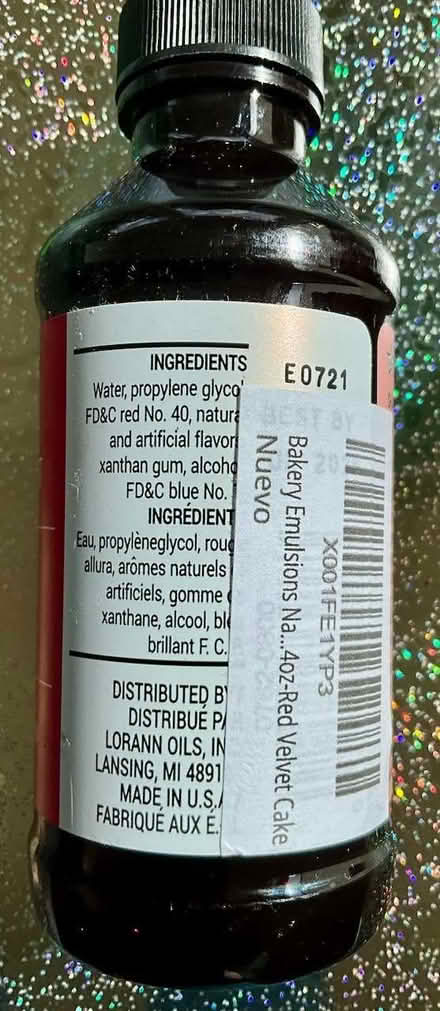 INGREDIENTS
Water, propylene glycol
FD&C red No. 40, natura
and artificial flavor
xanthan gum, alcoho
FD&C blue No.
INGRÉDIENT
Eau, propylèneglycol, roug
allura, arômes naturels
artificiels, gomme
xanthane, alcool, ble
brillant F. C.
DISTRIBUTED BY
DISTRIBUÉ PA
LORANN OILS, IN
LANSING, MI 4891
MADE IN U.S.A
FABRIQUÉ AUX É.
E0721
BEST BY
X001FE1YP3
Bakery Emulsions Na...4oz-Red Velvet Cake
Nuevo